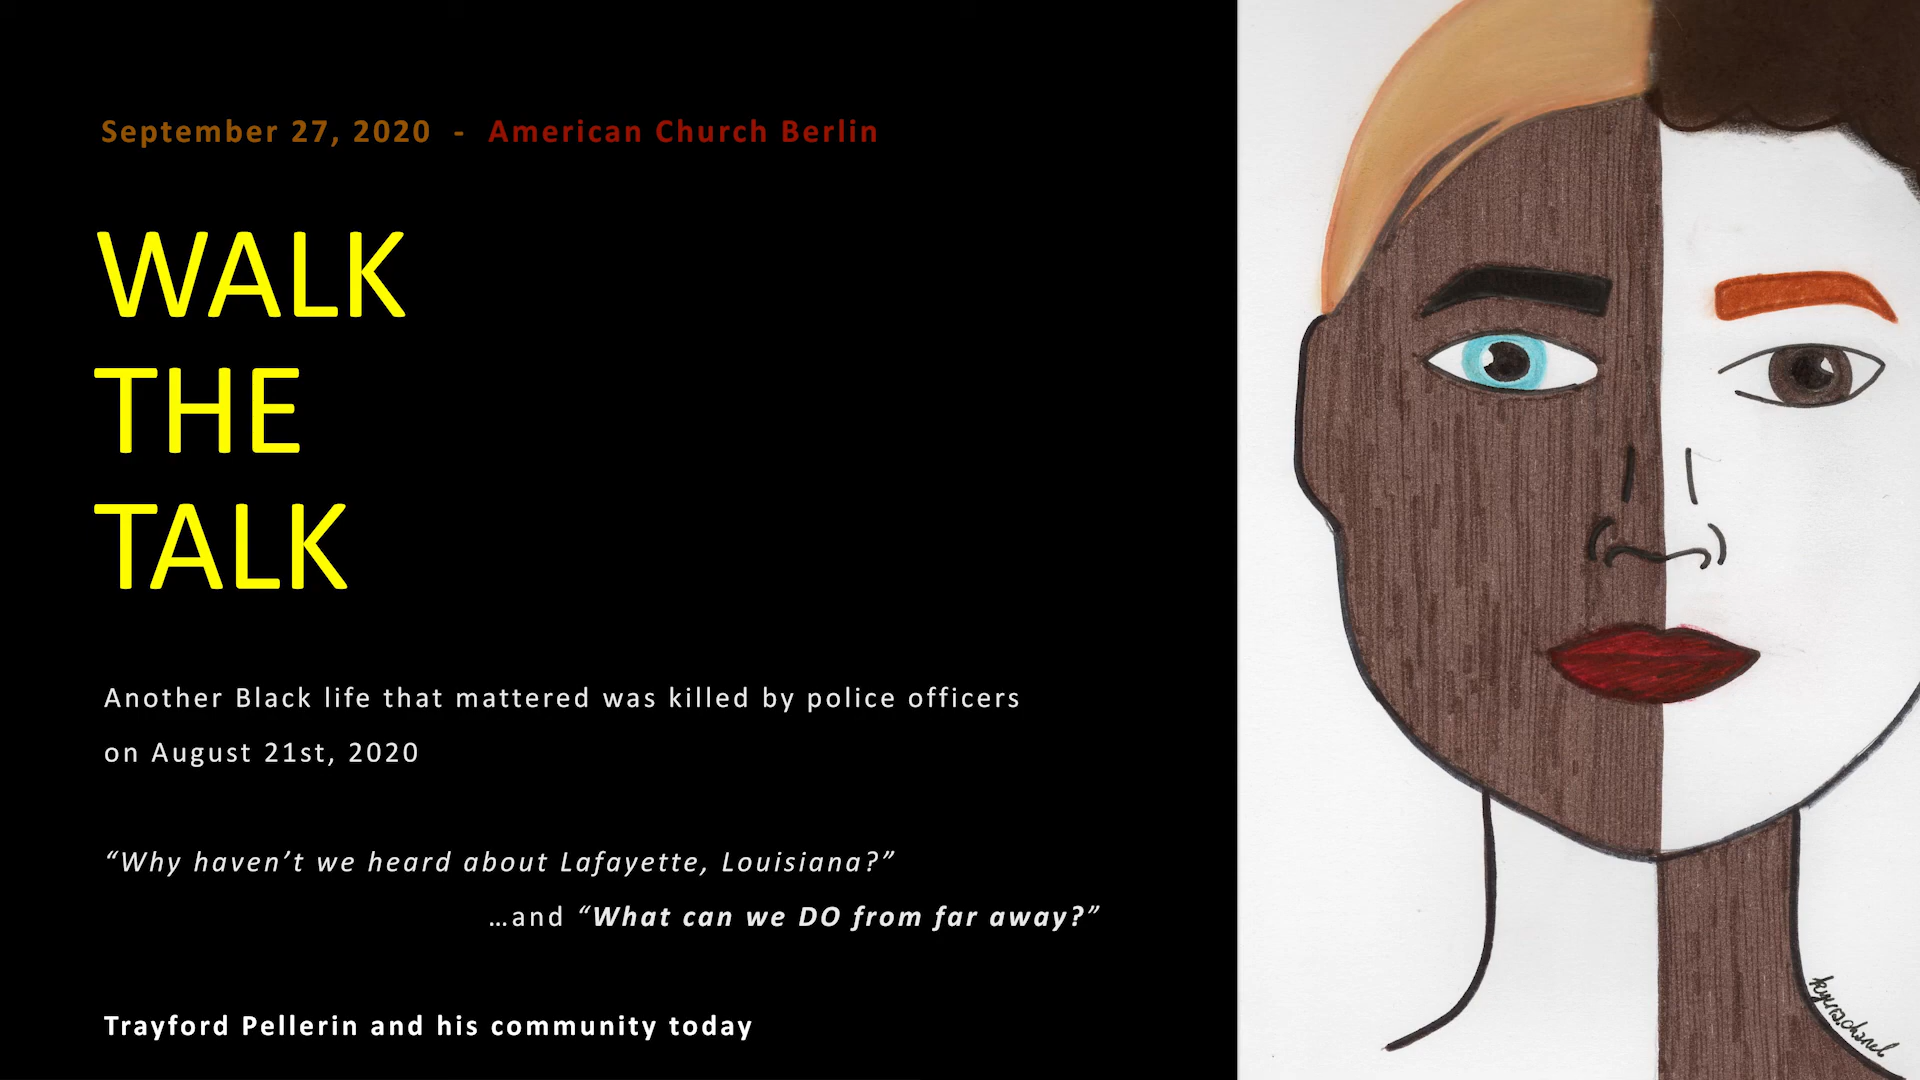 September 27, 2020 - American Church Berlin
WALK
THE
TALK
Another Black life that mattered was killed by police officers
on August 21st, 2020
“Why haven’t we heard about Lafayette, Louisiana?”
…and “What can we DO from far away?”
Trayford Pellerin and his community today